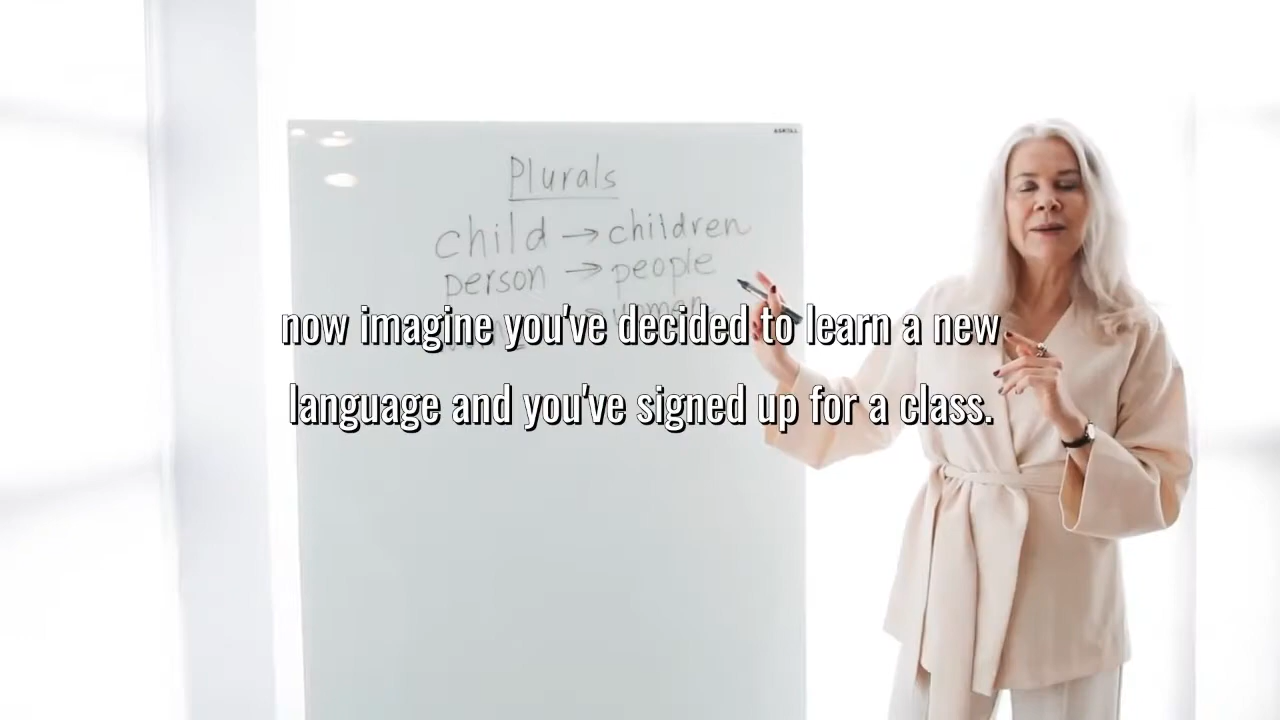 Plurals
child → children
person → people
women
now imagine you've decided to learn a new
language and you've signed up for a class.